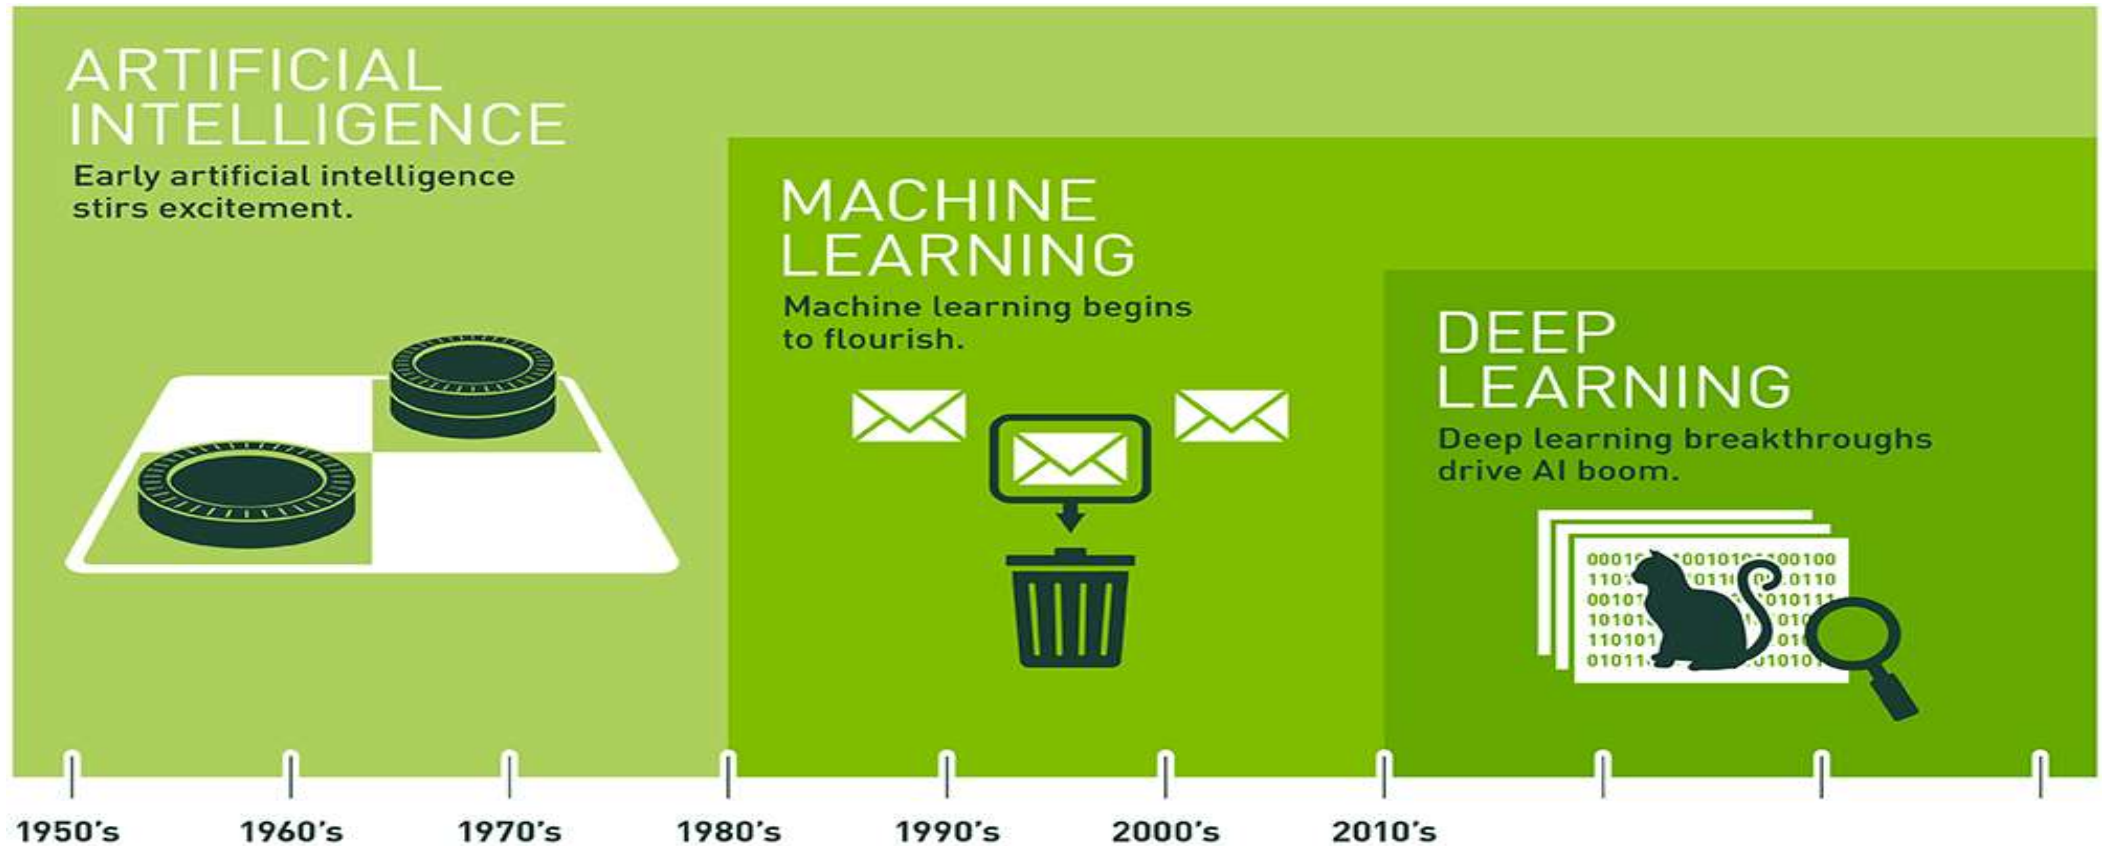 ARTIFICIAL
INTELLIGENCE
Early artificial intelligence
stirs excitement.
MACHINE
LEARNING
Machine learning begins
to flourish.
DEEP
LEARNING
Deep learning breakthroughs
drive AI boom.
1950's 1960's 1970's 1980's 1990's 2000's 2010's